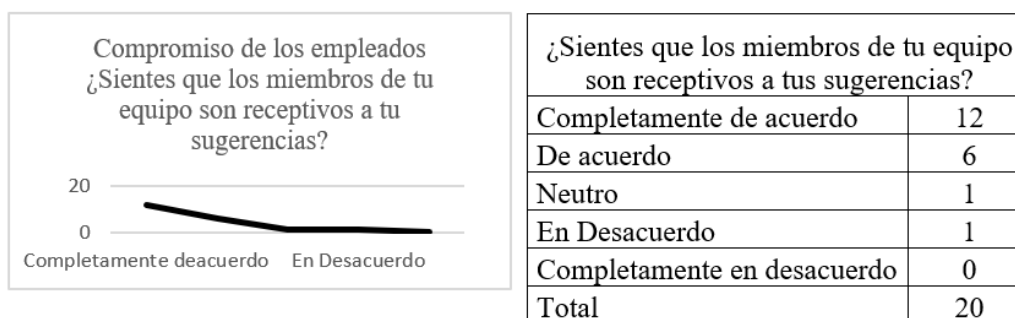 Compromiso de los empleados
¿Sientes que los miembros de tu
equipo son receptivos a tu
sugerencias?
20
0
Completamente deacuerdo En Desacuerdo
¿Sientes que los miembros de tu equipo
son receptivos a tus sugerencias?
Completamente de acuerdo 12
De acuerdo 6
Neutro 1
En Desacuerdo 1
Completamente en desacuerdo 0
Total 20